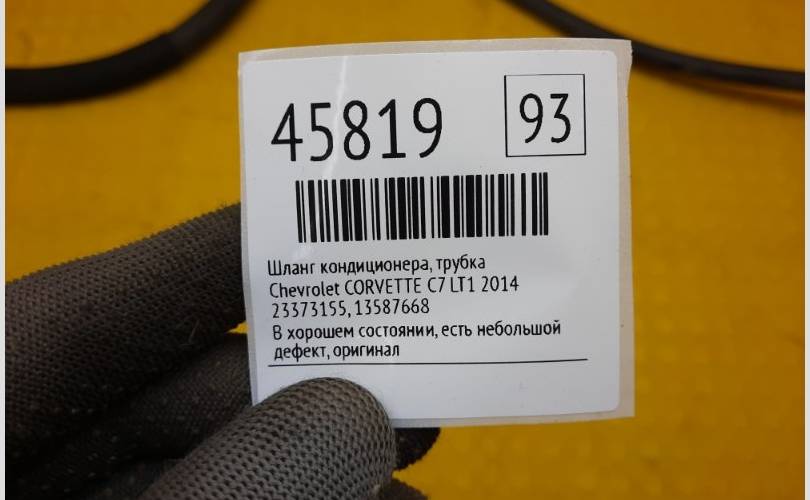 45819 93
Шланг кондиционера, трубка
Chevrolet CORVETTE C7 LT1 2014
23373155, 13587668
В хорошем состоянии, есть небольшой
дефект, оригинал